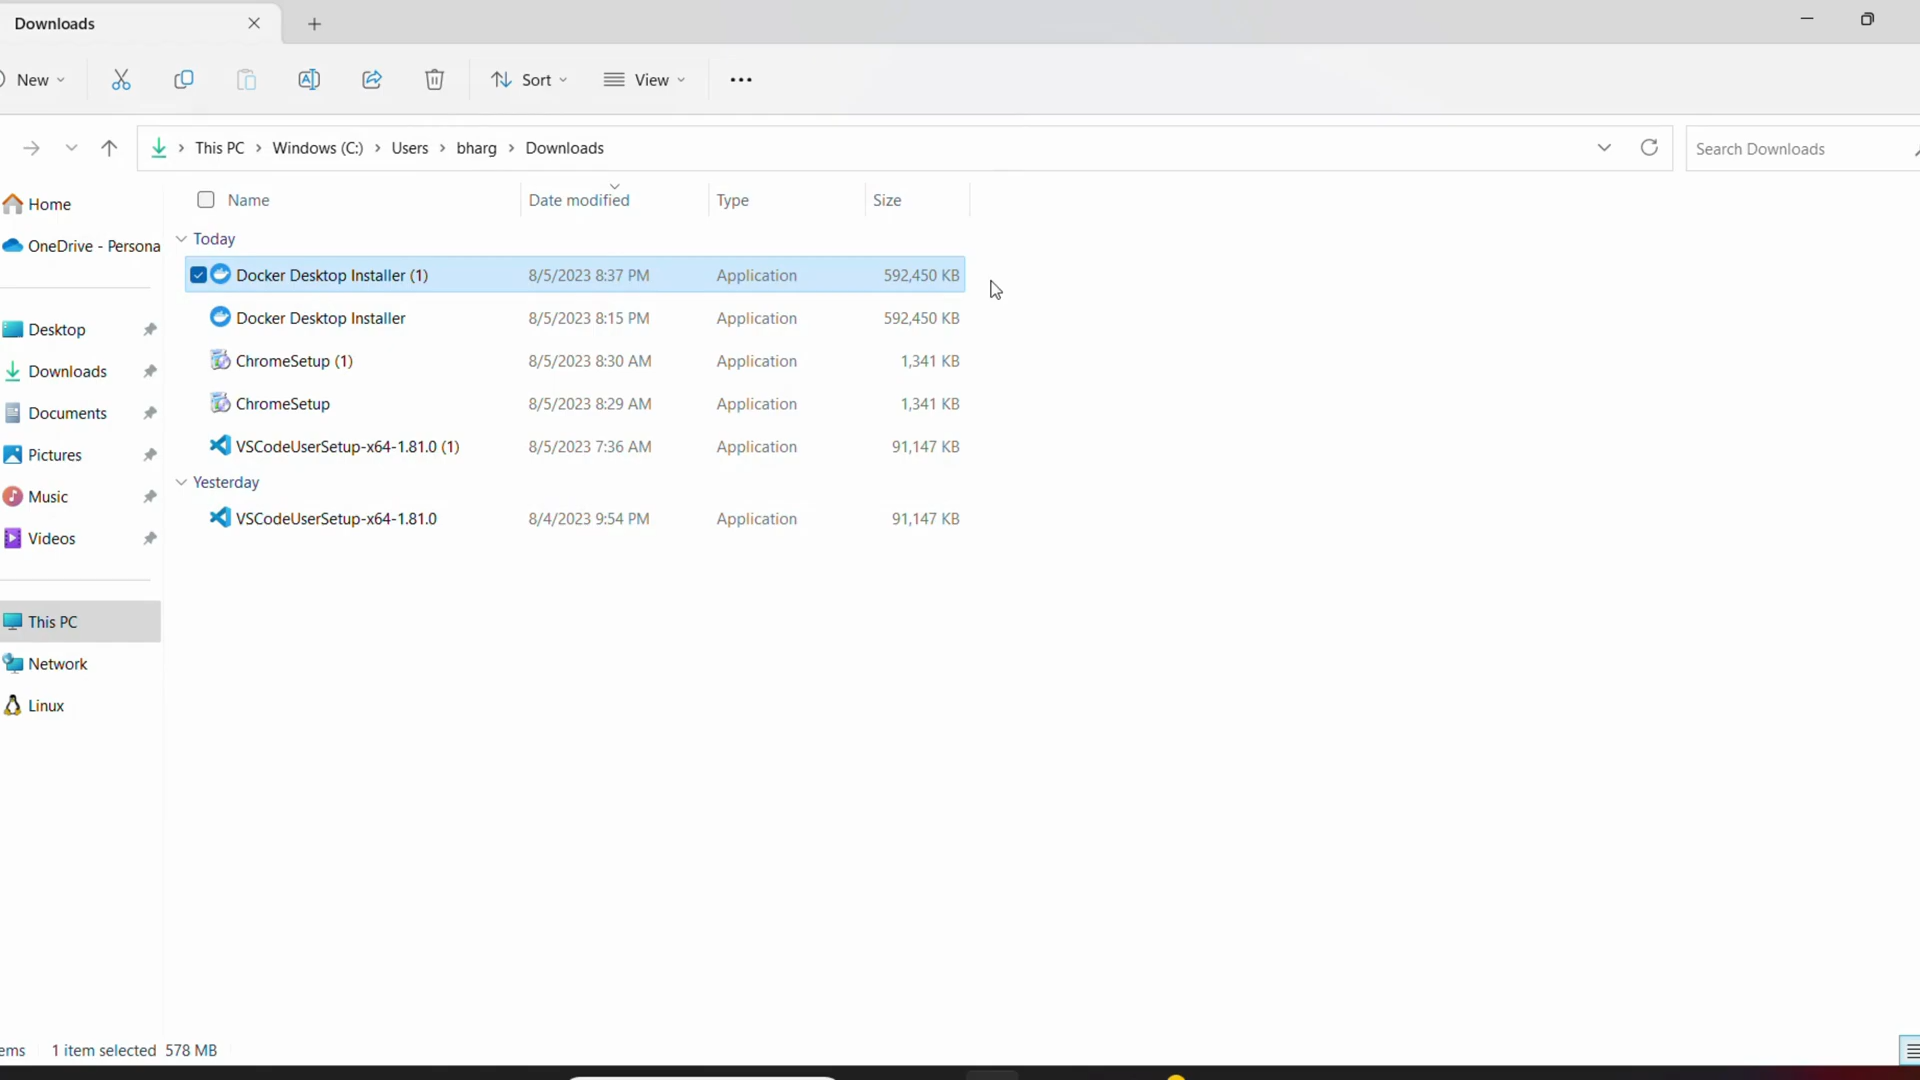 Downloads
New Sort View
This PC Windows (C:) Users bharg Downloads Search Downloads
Home
OneDrive - Persona
Desktop
Downloads
Documents
Pictures
Music
Videos
This PC
Network
Linux
Name Date modified Type Size
Today
Docker Desktop Installer (1) 8/5/2023 8:37 PM Application 592,450 KB
Docker Desktop Installer 8/5/2023 8:15 PM Application 592,450 KB
ChromeSetup (1) 8/5/2023 8:30 AM Application 1,341 KB
ChromeSetup 8/5/2023 8:29 AM Application 1,341 KB
VSCodeUserSetup-x64-1.81.0 (1) 8/5/2023 7:36 AM Application 91,147 KB
Yesterday
VSCodeUserSetup-x64-1.81.0 8/4/2023 9:54 PM Application 91,147 KB
ems 1 item selected 578 MB